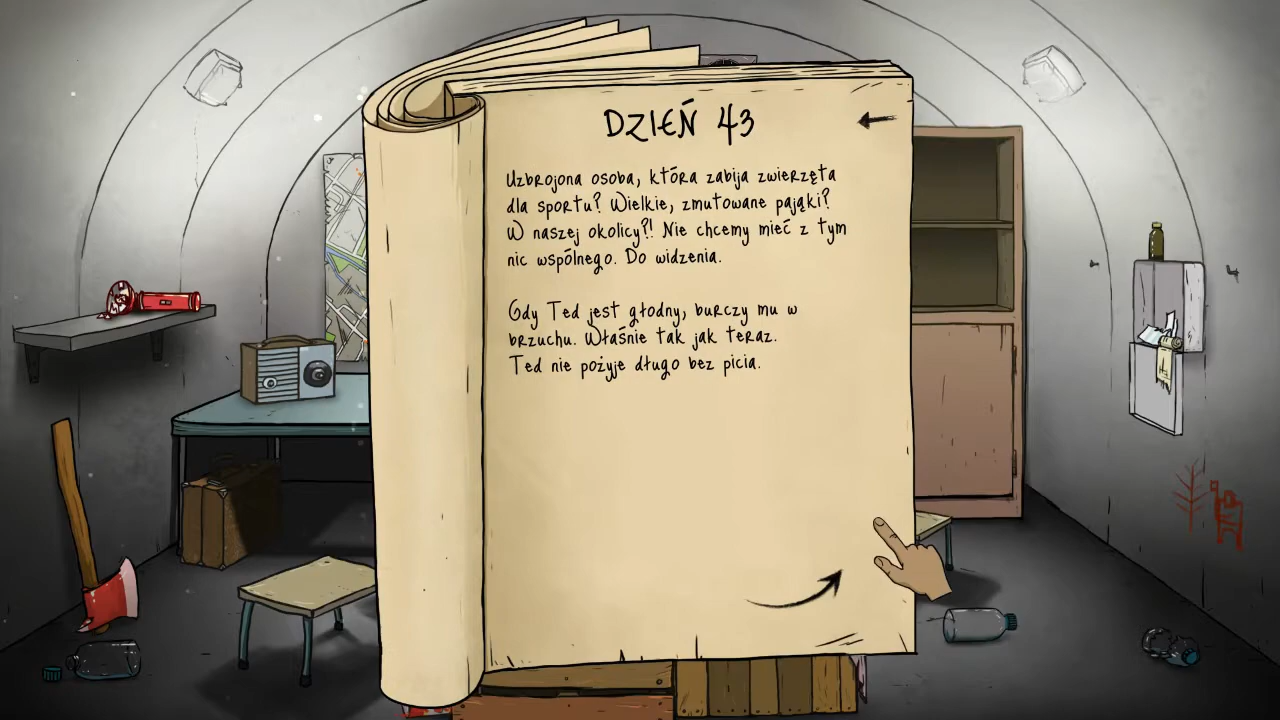 DZIEŃ 43
Uzbrojona osoba, która zabija zwierzęta
dla sportu? Wielkie, zmutowane pająki?
W naszej okolicy?! Nie chcemy mieć z tym
nic wspólnego. Do widzenia.
Gdy Ted jest głodny, burczy mu w
brzuchu. Właśnie tak jak teraz.
Ted nie pożyje długo bez picia.